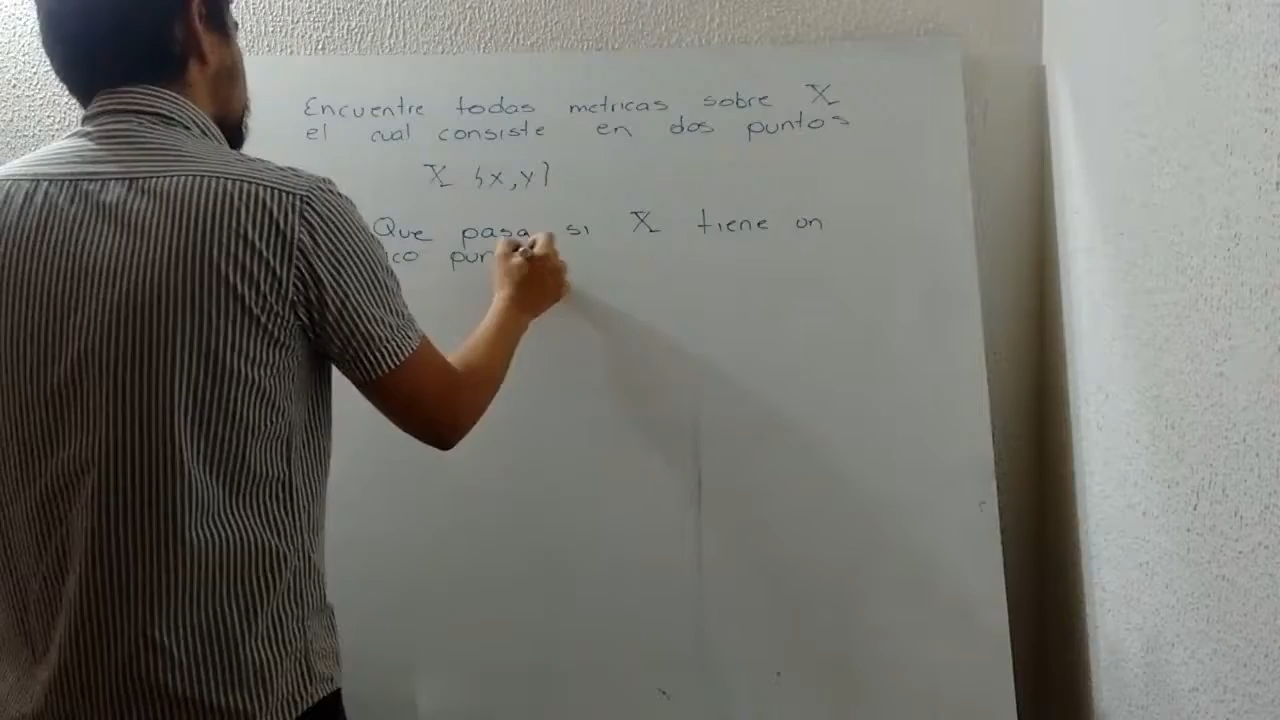 Encuentre todas metricas sobre X
el cual consiste en dos puntos
X {x,y}
Que pasa si X tiene un